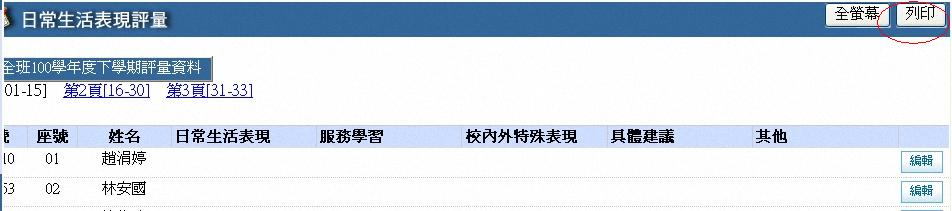 日常生活表現評量 全螢幕 列印
全班100學年度下學期評量資料
01-15] 第2頁[16-30] 第3頁[31-33]
號 座號 姓名 日常生活表現 服務學習 校內外特殊表現 具體建議 其他
10 01 趙涓婷 編輯
53 02 林安國 編輯